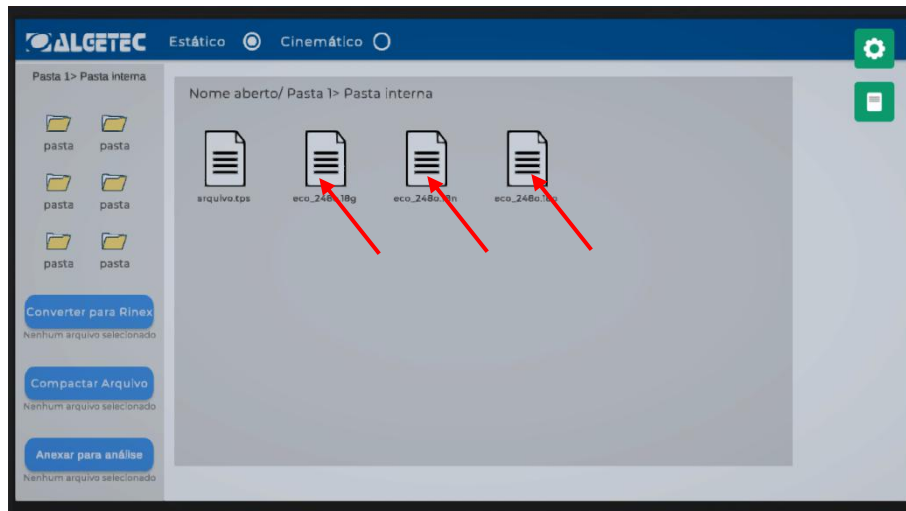 ALGETEC
Estático
Cinemático
Pasta 1> Pasta interna
Nome aberto/ Pasta 1> Pasta interna
pasta pasta
pasta pasta
pasta pasta
arquivo.tps
Converter para Rinex
Nenhum arquivo selecionado
Compactar Arquivo
Nenhum arquivo selecionado
Anexar para análise
Nenhum arquivo selecionado